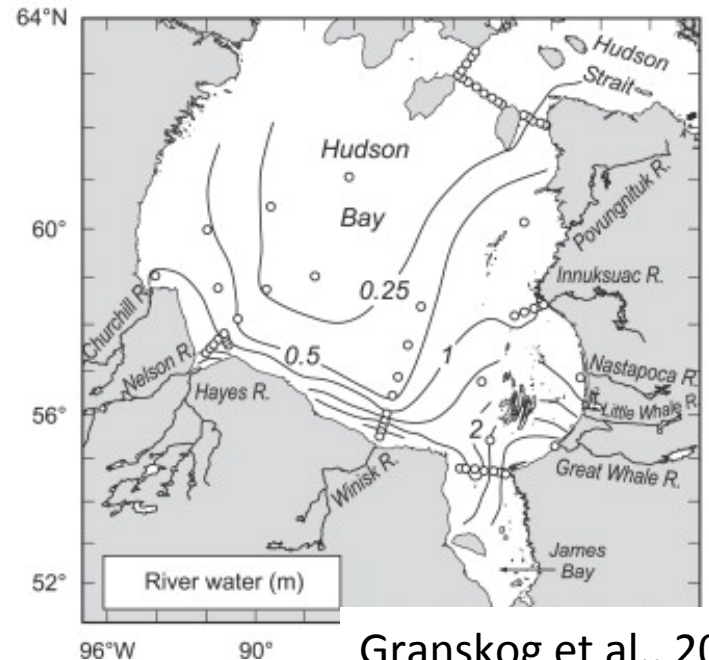 64°N
Hudson
Strait
Hudson
Bay
Povungnituk R.
60°
Innuksuac R.
0.25
Churchill R.
0.5
1
Nelson R.
Nastapoca R.
Hayes R.
Little Whale R.
56°
2
Great Whale R.
Winisk R.
James
Bay
River water (m)
52°
96°W
90°
Granskog et al., 20